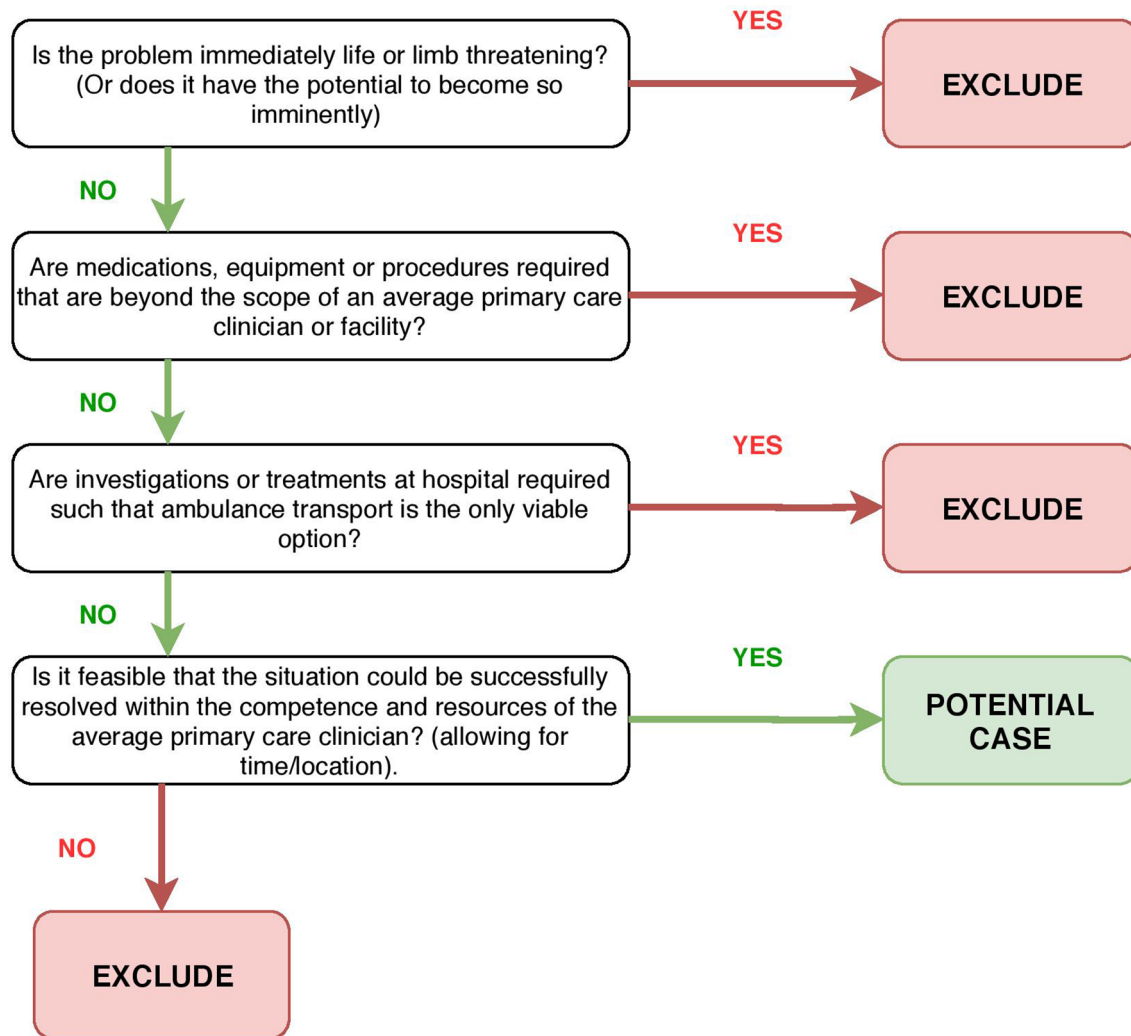 YES
Is the problem immediately life or limb threatening?
(Or does it have the potential to become so
imminently)
EXCLUDE
NO
YES
Are medications, equipment or procedures required
that are beyond the scope of an average primary care
clinician or facility?
EXCLUDE
NO
YES
Are investigations or treatments at hospital required
such that ambulance transport is the only viable
option?
EXCLUDE
NO
YES
Is it feasible that the situation could be successfully
resolved within the competence and resources of the
average primary care clinician? (allowing for
time/location).
POTENTIAL
CASE
NO
EXCLUDE